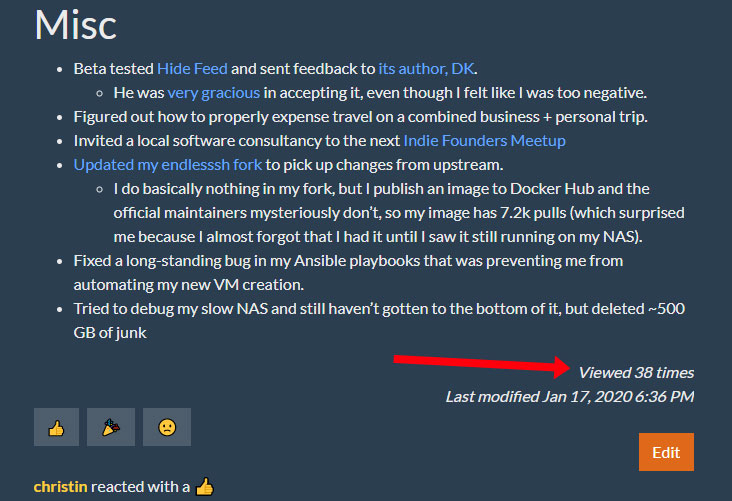 Misc
• Beta tested Hide Feed and sent feedback to its author, DK.
◦ He was very gracious in accepting it, even though I felt like I was too negative.
• Figured out how to properly expense travel on a combined business + personal trip.
• Invited a local software consultancy to the next Indie Founders Meetup
• Updated my endlesssh fork to pick up changes from upstream.
◦ I do basically nothing in my fork, but I publish an image to Docker Hub and the
official maintainers mysteriously don’t, so my image has 7.2k pulls (which surprised
me because I almost forgot that I had it until I saw it still running on my NAS).
• Fixed a long-standing bug in my Ansible playbooks that was preventing me from
automating my new VM creation.
• Tried to debug my slow NAS and still haven’t gotten to the bottom of it, but deleted ~500
GB of junk
Viewed 38 times
Last modified Jan 17, 2020 6:36 PM
Edit
christin reacted with a 👍